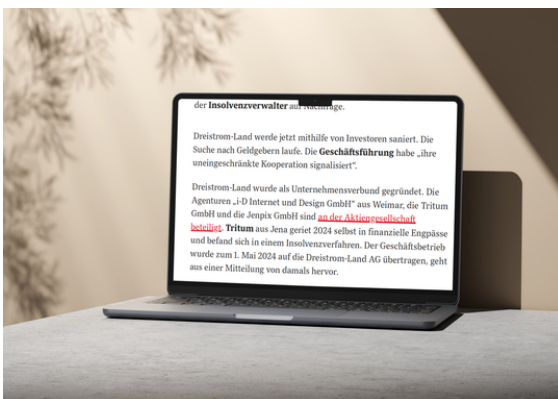 der Insolvenzverwalter auf Nachfrage.
Dreistrom-Land werde jetzt mithilfe von Investoren saniert. Die
Suche nach Geldgebern laufe. Die Geschäftsführung habe „ihre
uneingeschränkte Kooperation signalisiert“.
Dreistrom-Land wurde als Unternehmensverbund gegründet. Die
Agenturen „i-D Internet und Design GmbH“ aus Weimar, die Tritum
GmbH und die Jenpix GmbH sind an der Aktiengesellschaft
beteiligt. Tritum aus Jena geriet 2024 selbst in finanzielle Engpässe
und befand sich in einem Insolvenzverfahren. Der Geschäftsbetrieb
wurde zum 1. Mai 2024 auf die Dreistrom-Land AG übertragen, geht
aus einer Mitteilung von damals hervor.